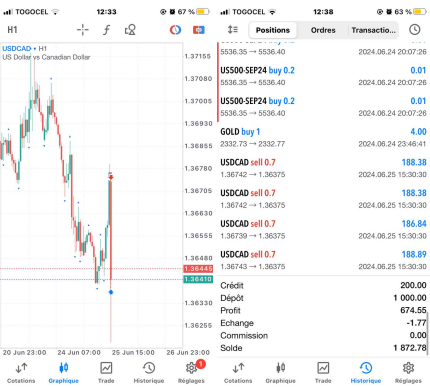 TOGOCEL 12:33 67 %
H1
USDCAD • H1
US Dollar vs Canadian Dollar
1.37155
1.37080
1.37005
1.36930
1.36855
1.36780
1.36705
1.36630
1.36555
1.36480
1.36445
1.36410
1.36330
1.36255
20 Jun 23:00 24 Jun 07:00 25 Jun 15:00 26 Jun 23:00
1
Cotations Graphique Trade Historique Réglages
TOGOCEL 12:38 63 %
Positions Ordres Transactio...
5536.35 → 5536.40 2024.06.24 20:07:26
US500-SEP24 buy 0.2 0.01
5536.35 → 5536.40 2024.06.24 20:07:26
US500-SEP24 buy 0.2 0.01
5536.35 → 5536.40 2024.06.24 20:07:26
GOLD buy 1 4.00
2332.73 → 2332.77 2024.06.24 23:46:41
USDCAD sell 0.7 188.38
1.36742 → 1.36375 2024.06.25 15:30:30
USDCAD sell 0.7 188.38
1.36742 → 1.36375 2024.06.25 15:30:30
USDCAD sell 0.7 186.84
1.36739 → 1.36375 2024.06.25 15:30:30
USDCAD sell 0.7 188.89
1.36743 → 1.36375 2024.06.25 15:30:30
Crédit 200.00
Dépôt 1 000.00
Profit 674.55
Echange -1.77
Commission 0.00
Solde 1 872.78
Cotations Graphique Trade Historique Réglages